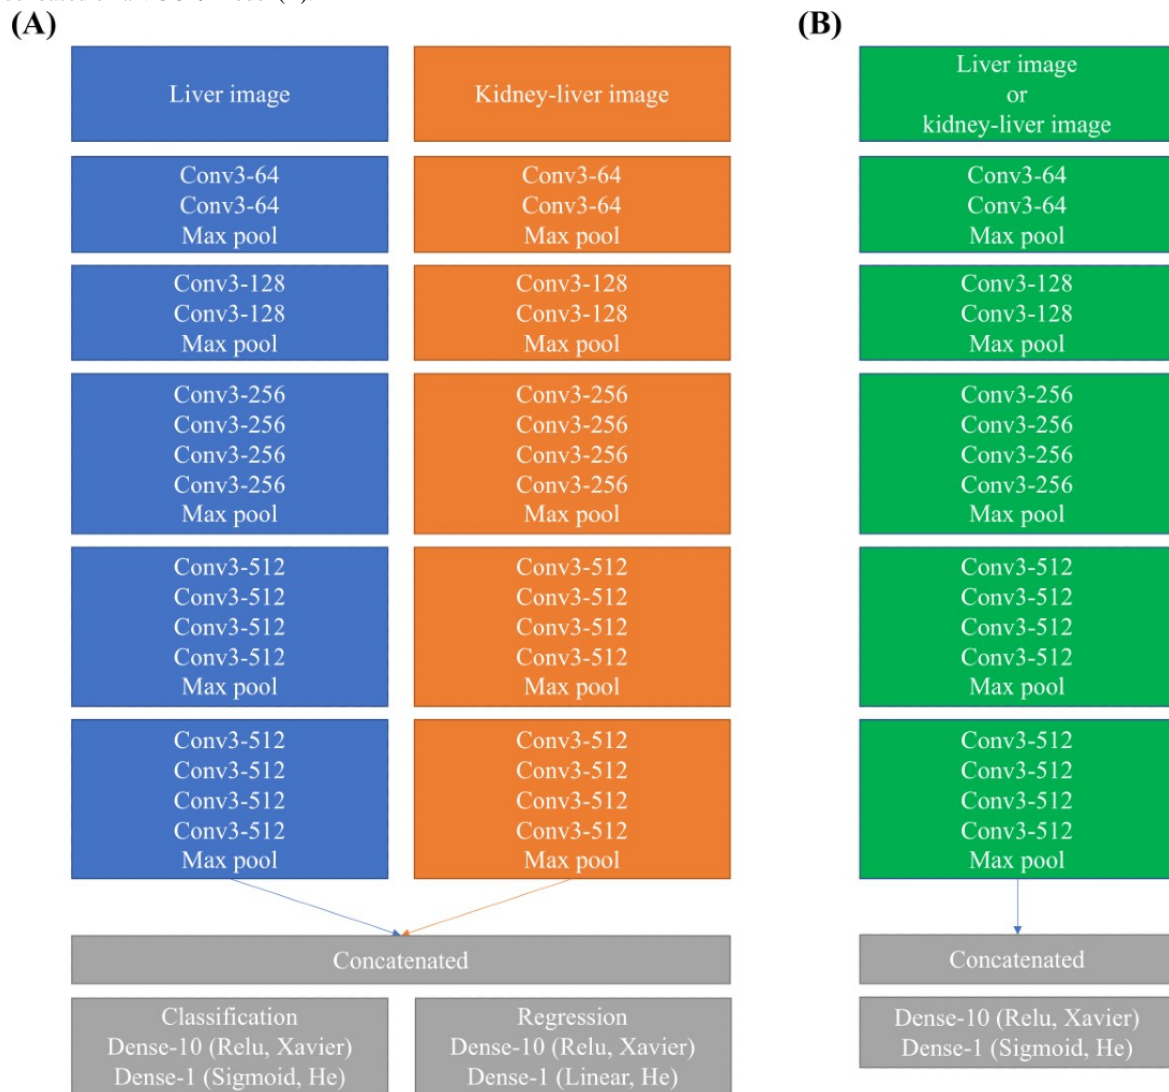 (A)
Liver image
Conv3-64
Conv3-64
Max pool
Conv3-128
Conv3-128
Max pool
Conv3-256
Conv3-256
Conv3-256
Conv3-256
Max pool
Conv3-512
Conv3-512
Conv3-512
Conv3-512
Max pool
Conv3-512
Conv3-512
Conv3-512
Conv3-512
Max pool
Kidney-liver image
Conv3-64
Conv3-64
Max pool
Conv3-128
Conv3-128
Max pool
Conv3-256
Conv3-256
Conv3-256
Conv3-256
Max pool
Conv3-512
Conv3-512
Conv3-512
Conv3-512
Max pool
Conv3-512
Conv3-512
Conv3-512
Conv3-512
Max pool
Concatenated
Classification
Dense-10 (Relu, Xavier)
Dense-1 (Sigmoid, He)
Regression
Dense-10 (Relu, Xavier)
Dense-1 (Linear, He)
(B)
Liver image
or
kidney-liver image
Conv3-64
Conv3-64
Max pool
Conv3-128
Conv3-128
Max pool
Conv3-256
Conv3-256
Conv3-256
Conv3-256
Max pool
Conv3-512
Conv3-512
Conv3-512
Conv3-512
Max pool
Conv3-512
Conv3-512
Conv3-512
Conv3-512
Max pool
Concatenated
Dense-10 (Relu, Xavier)
Dense-1 (Sigmoid, He)